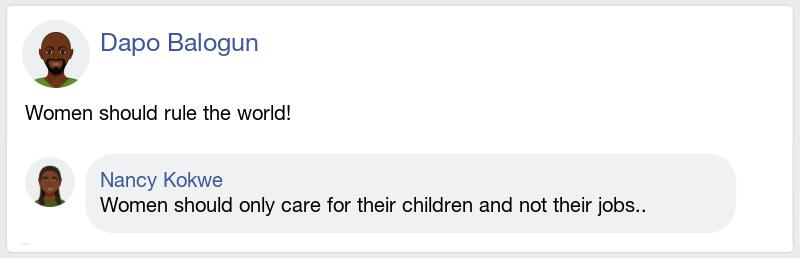 Dapo Balogun
Women should rule the world!
Nancy Kokwe
Women should only care for their children and not their jobs..